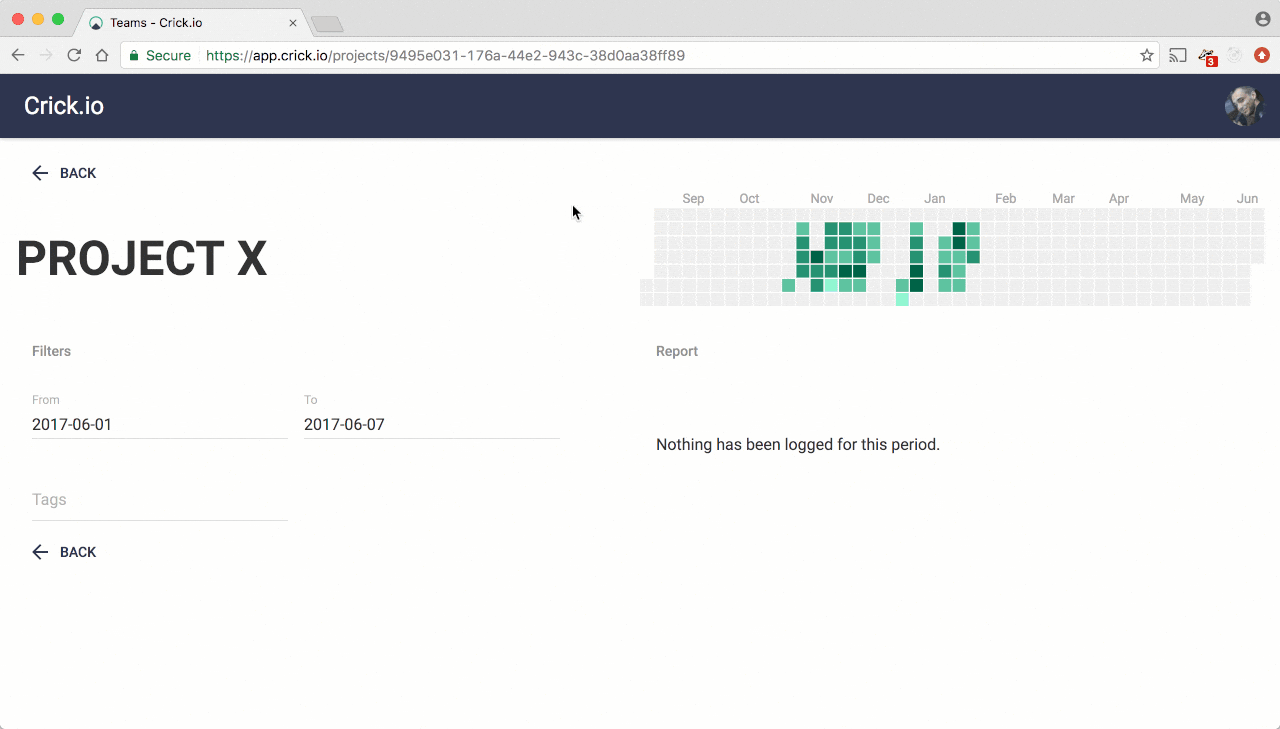 Teams - Crick.io
Secure https://app.crick.io/projects/9495e031-176a-44e2-943c-38d0aa38ff89
3
Crick.io
BACK
Sep Oct Nov Dec Jan Feb Mar Apr May Jun
PROJECT X
Filters
Report
From To
2017-06-01 2017-06-07
Nothing has been logged for this period.
Tags
BACK